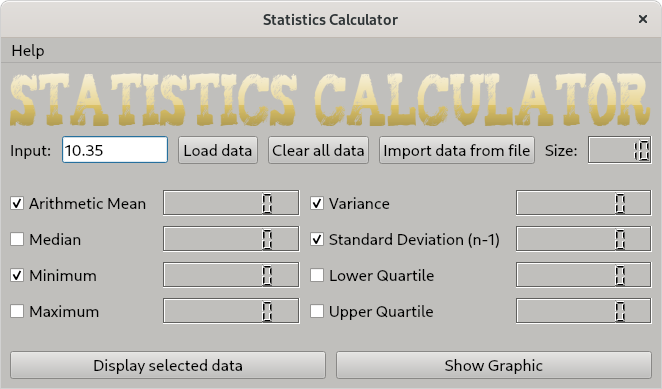 Statistics Calculator ×
Help
STATISTICS CALCULATOR
Input: 10.35 Load data Clear all data Import data from file Size: 10
Arithmetic Mean 0 Variance 0
Median 0 Standard Deviation (n-1) 0
Minimum 0 Lower Quartile 0
Maximum 0 Upper Quartile 0
Display selected data Show Graphic